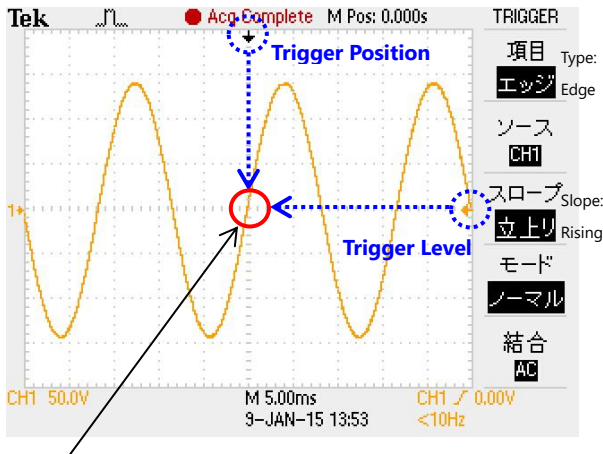 Tek Acq Complete M Pos: 0.000s TRIGGER
Trigger Position
項目 Type:
エッジ Edge
ソース
CH1
スロープ Slope:
立上り Rising
1
Trigger Level
モード
ノーマル
結合
AC
CH1 50.0V M 5.00ms CH1 0.00V
9-JAN-15 13:53 <10Hz